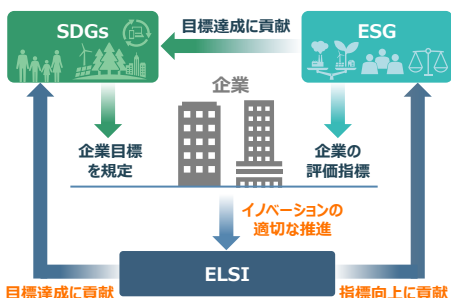 SDGs
目標達成に貢献
ESG
企業
企業目標
を規定
企業の
評価指標
イノベーションの
適切な推進
ELSI
目標達成に貢献
指標向上に貢献